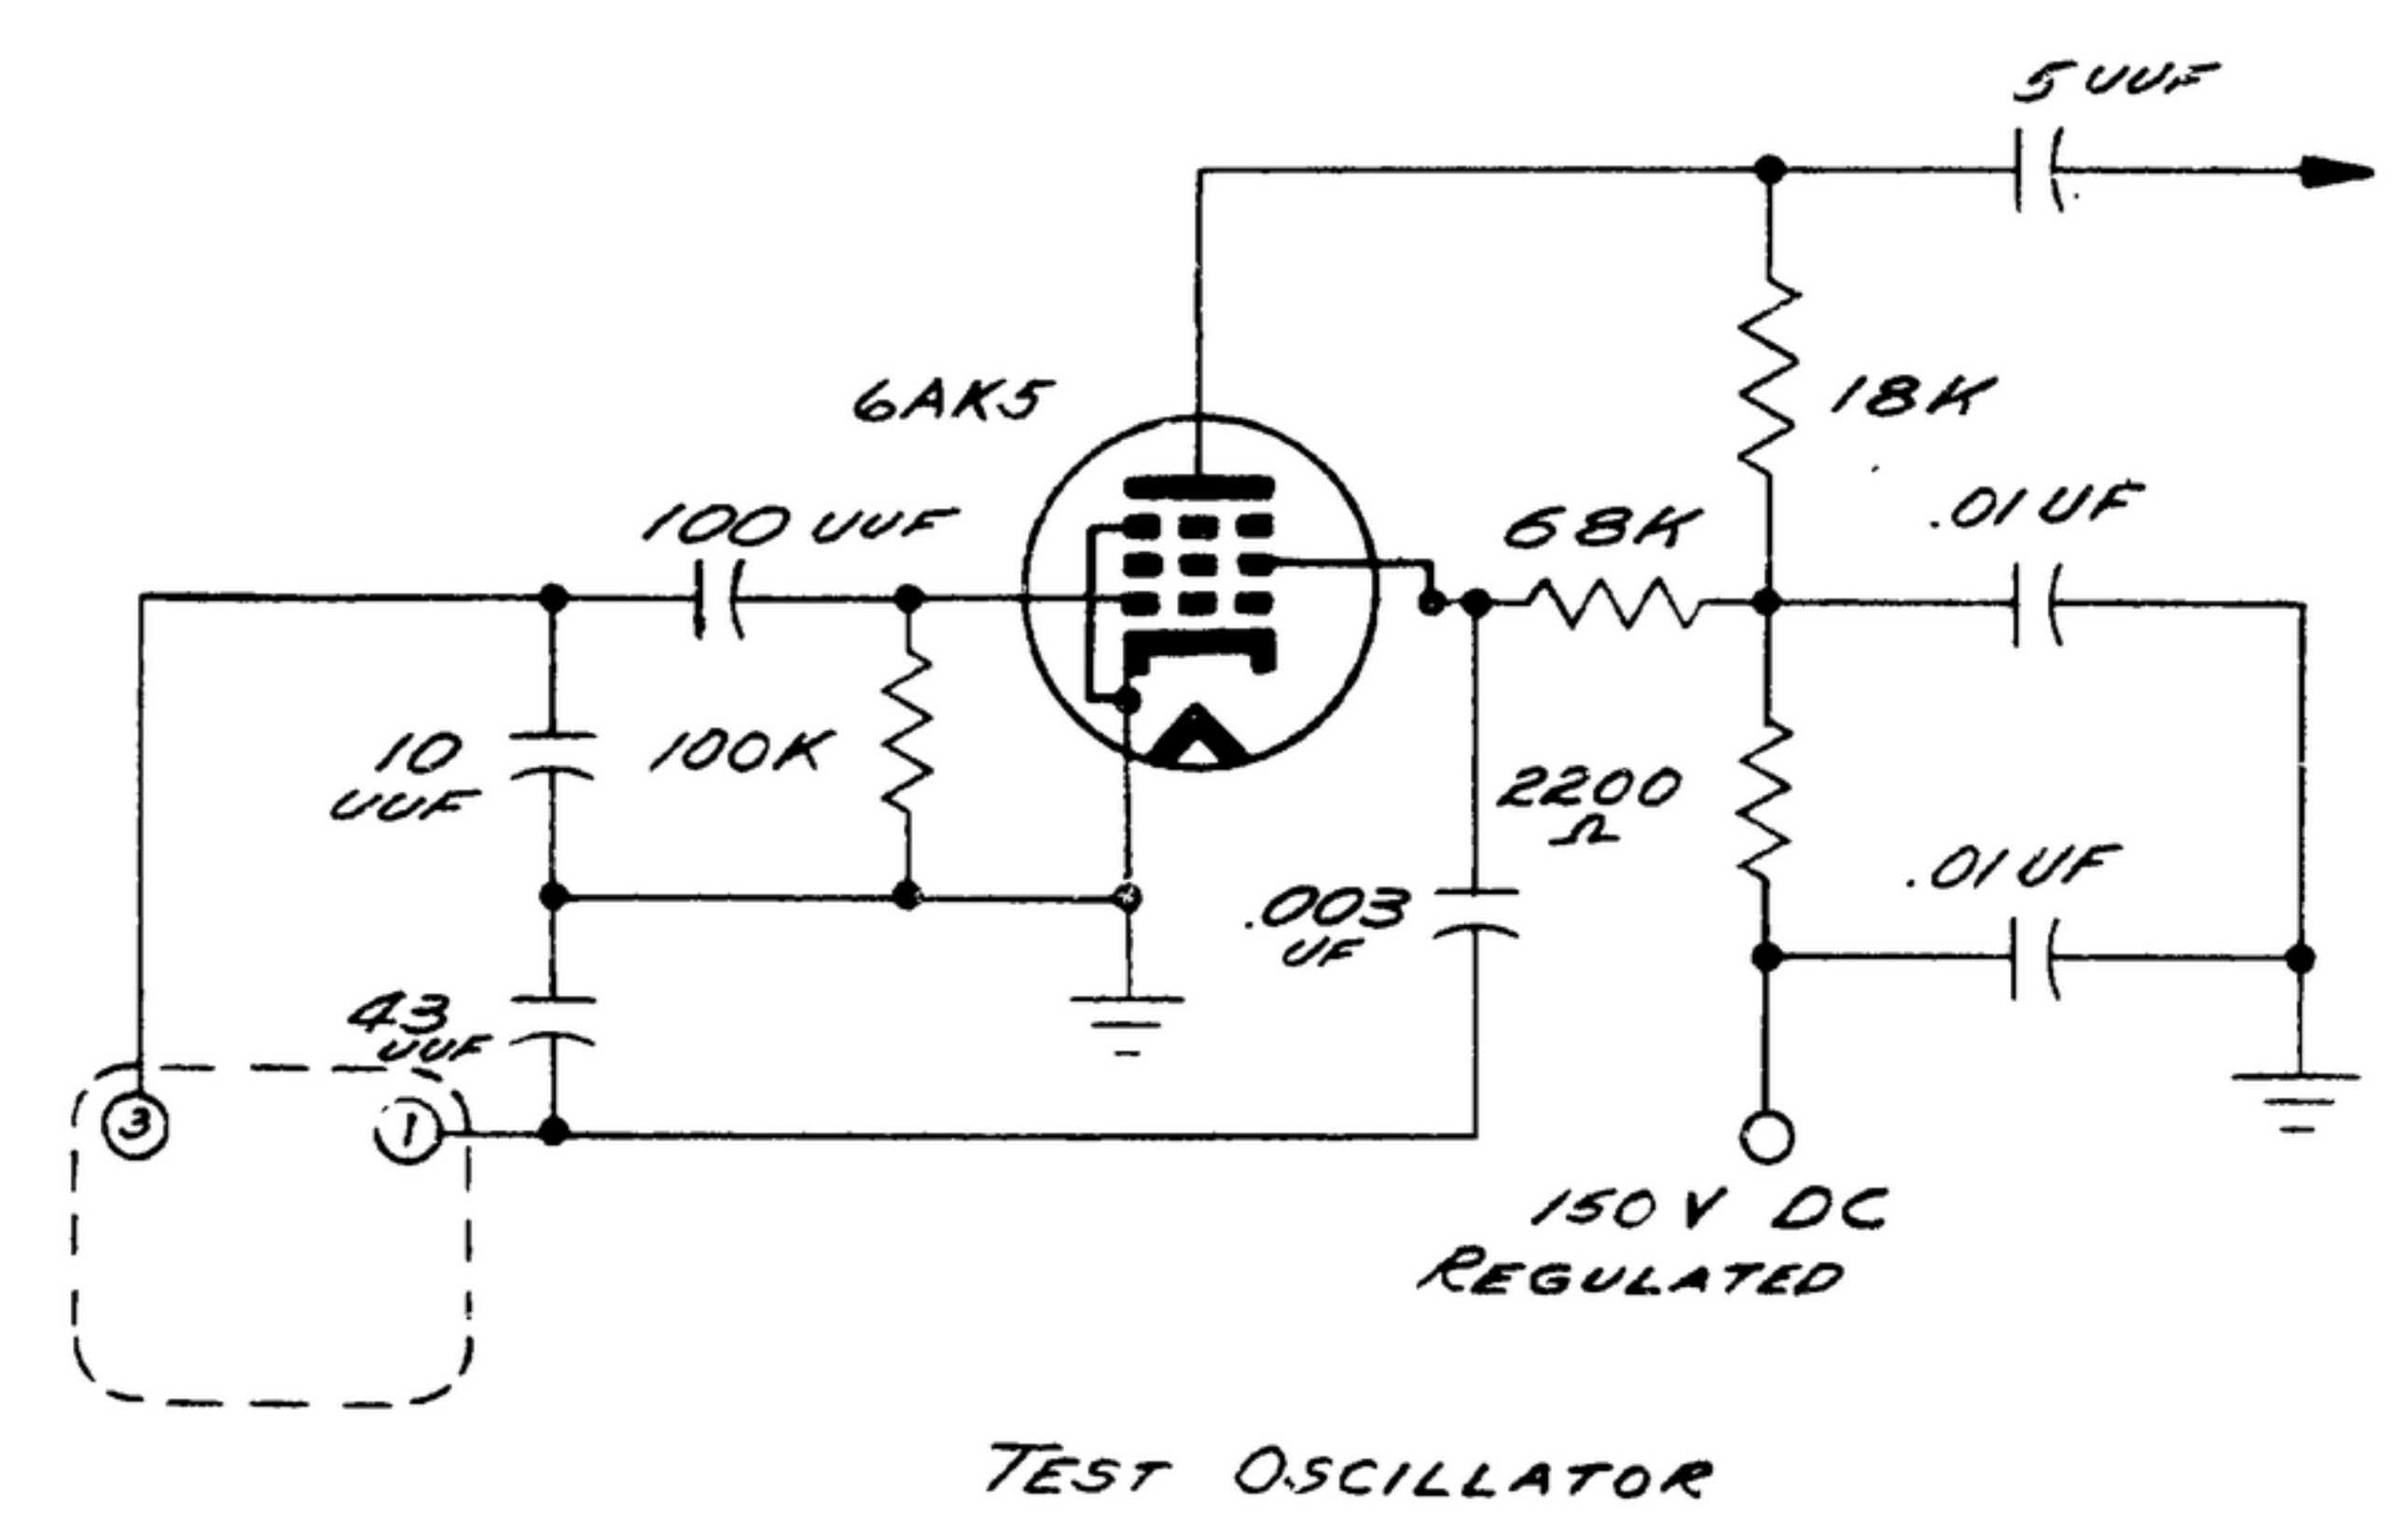 5 UUF
6AK5
18K
100 UUF
68K
.01 UF
10
UUF
100K
2200
Ω
.003
UF
.01 UF
43
UUF
3
1
150 V DC
REGULATED
TEST OSCILLATOR